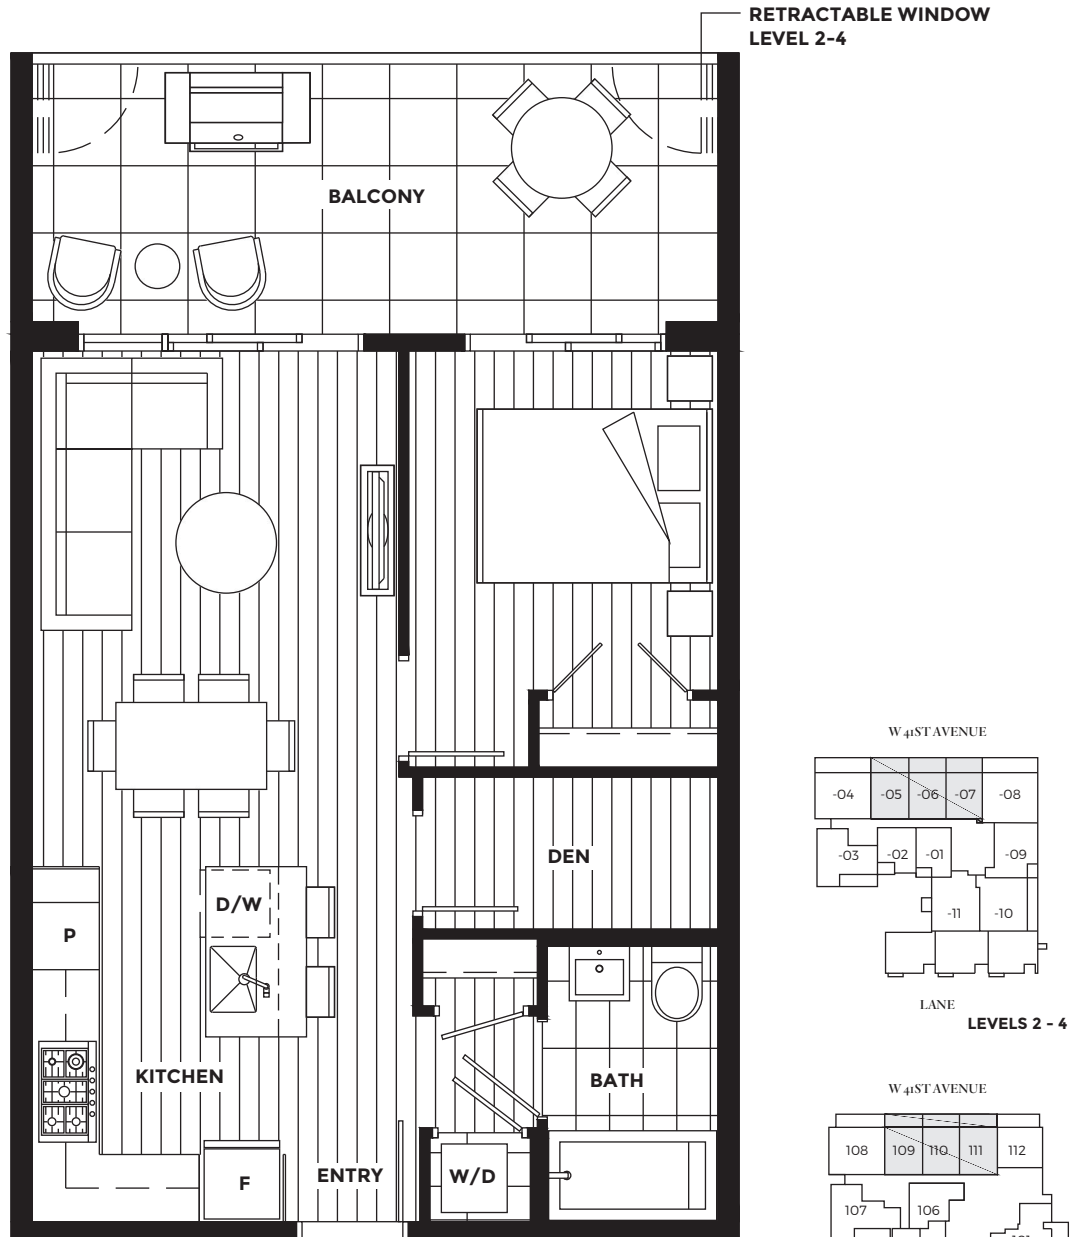 RETRACTABLE WINDOW
LEVEL 2-4
BALCONY
DEN
D/W
P
KITCHEN
BATH
ENTRY
W/D
F
W 41ST AVENUE
-04 -05 -06 -07 -08
-03 -02 -01 -09
-11 -10
LANE
LEVELS 2 - 4
W 41ST AVENUE
108 109 110 111 112
107 106